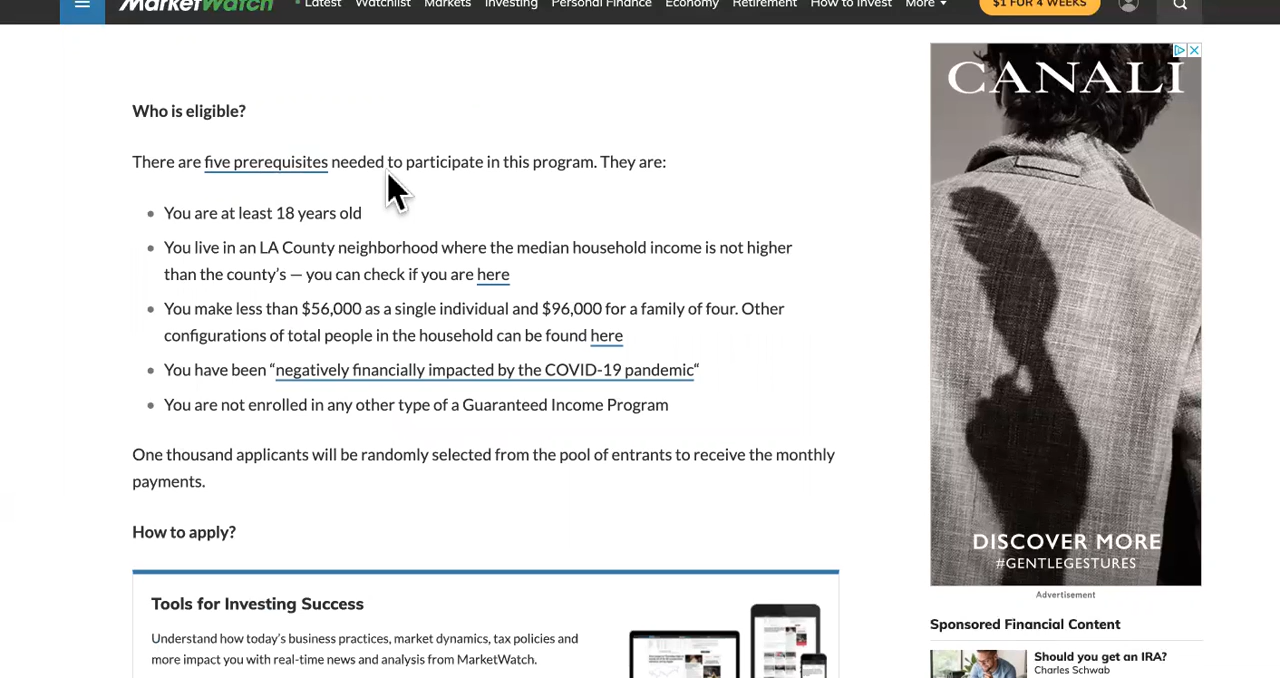 MarketWatch Latest Watchlist Markets Investing Personal Finance Economy Retirement How to Invest More $1 FOR 4 WEEKS
Who is eligible?
There are five prerequisites needed to participate in this program. They are:
• You are at least 18 years old
• You live in an LA County neighborhood where the median household income is not higher
than the county’s — you can check if you are here
• You make less than $56,000 as a single individual and $96,000 for a family of four. Other
configurations of total people in the household can be found here
• You have been “negatively financially impacted by the COVID-19 pandemic“
• You are not enrolled in any other type of a Guaranteed Income Program
One thousand applicants will be randomly selected from the pool of entrants to receive the monthly
payments.
How to apply?
Tools for Investing Success
Understand how today’s business practices, market dynamics, tax policies and
more impact you with real-time news and analysis from MarketWatch.
CANALI
DISCOVER MORE
#GENTLEGESTURES
Advertisement
Sponsored Financial Content
Should you get an IRA?
Charles Schwab